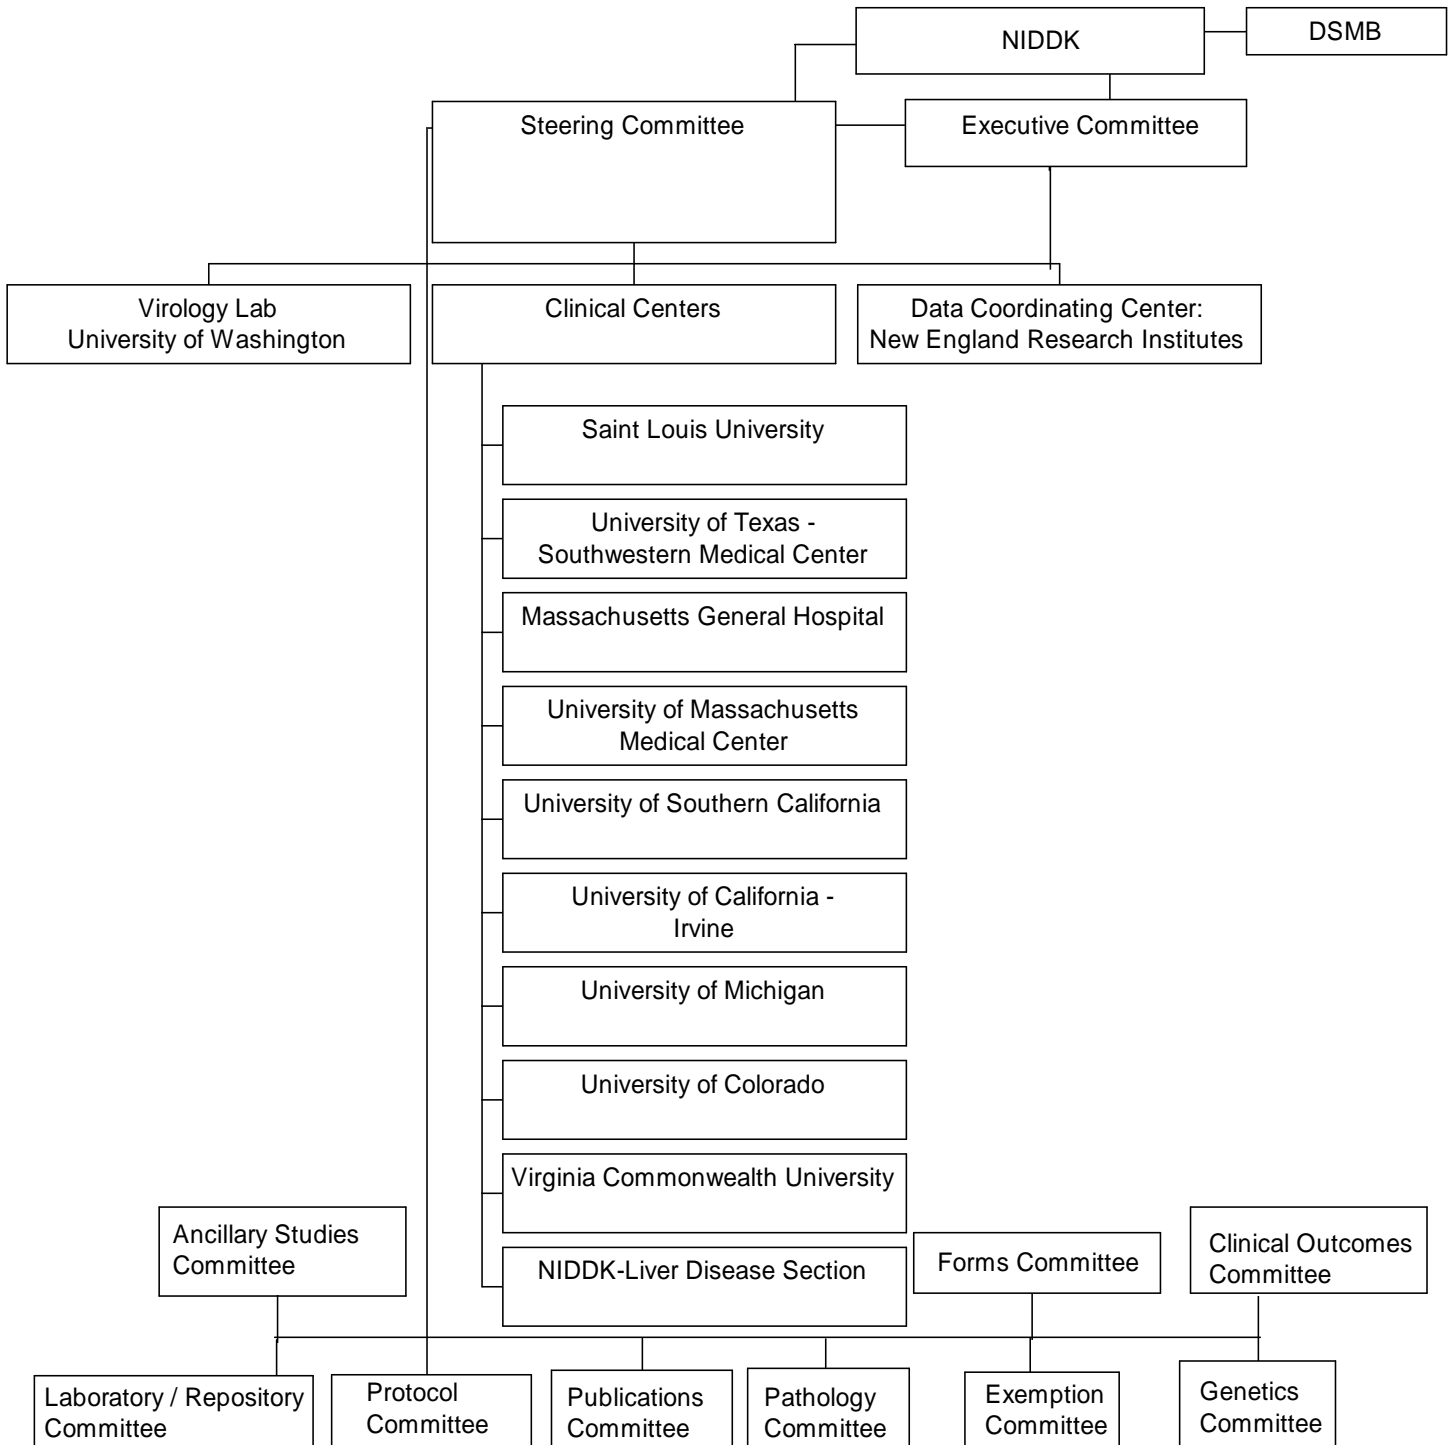 NIDDK
DSMB
Steering Committee
Executive Committee
Virology Lab
University of Washington
Clinical Centers
Data Coordinating Center:
New England Research Institutes
Saint Louis University
University of Texas -
Southwestern Medical Center
Massachusetts General Hospital
University of Massachusetts
Medical Center
University of Southern California
University of California -
Irvine
University of Michigan
University of Colorado
Virginia Commonwealth University
NIDDK-Liver Disease Section
Ancillary Studies
Committee
Forms Committee
Clinical Outcomes
Committee
Laboratory / Repository
Committee
Protocol
Committee
Publications
Committee
Pathology
Committee
Exemption
Committee
Genetics
Committee